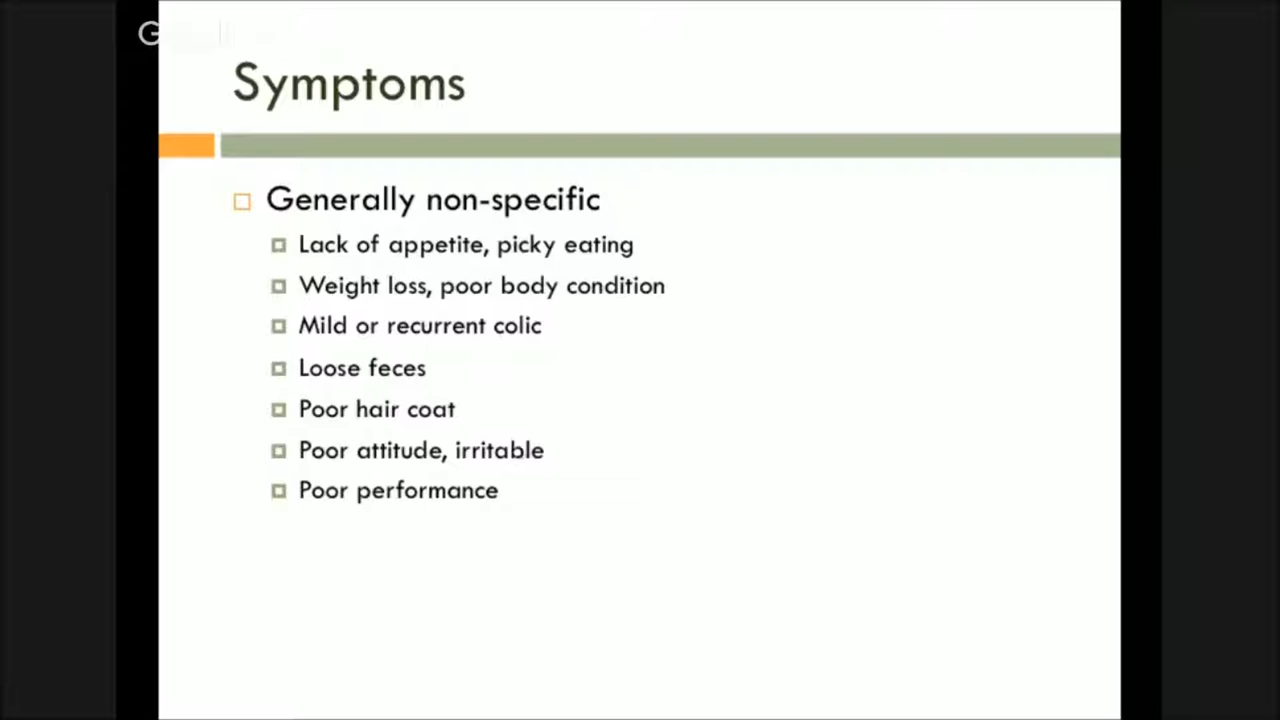 Symptoms
Generally non-specific
Lack of appetite, picky eating
Weight loss, poor body condition
Mild or recurrent colic
Loose feces
Poor hair coat
Poor attitude, irritable
Poor performance